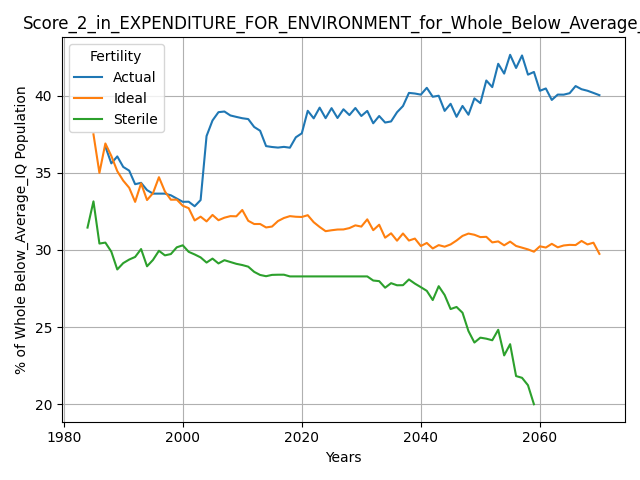 Score_2_in_EXPENDITURE_FOR_ENVIRONMENT_for_Whole_Below_Average_
Fertility
Actual
Ideal
Sterile
% of Whole Below_Average_IQ Population
40
35
30
25
20
1980
2000
2020
2040
2060
Years